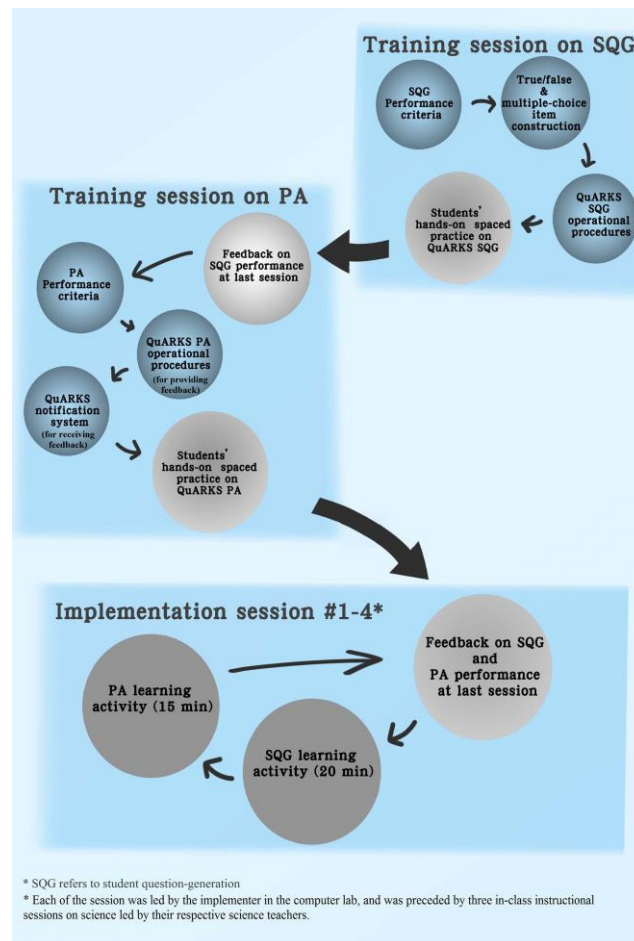 Training session on SQG
SQG
Performance
criteria
True/false
&
multiple-choice
item
construction
QuARKS
SQG
operational
procedures
Students'
hands-on spaced
practice on
QuARKS SQG
Training session on PA
Feedback on
SQG performance
at last session
PA
Performance
criteria
QuARKS PA
operational
procedures
(for providing
feedback)
QuARKS
notification
system
(for receiving
feedback)
Students'
hands-on spaced
practice on
QuARKS PA
Implementation session #1-4*
Feedback on SQG
and
PA performance
at last session
PA learning
activity (15 min)
SQG learning
activity (20 min)
* SQG refers to student question-generation
* Each of the session was led by the implementer in the computer lab, and was preceded by three in-class instructional
sessions on science led by their respective science teachers.